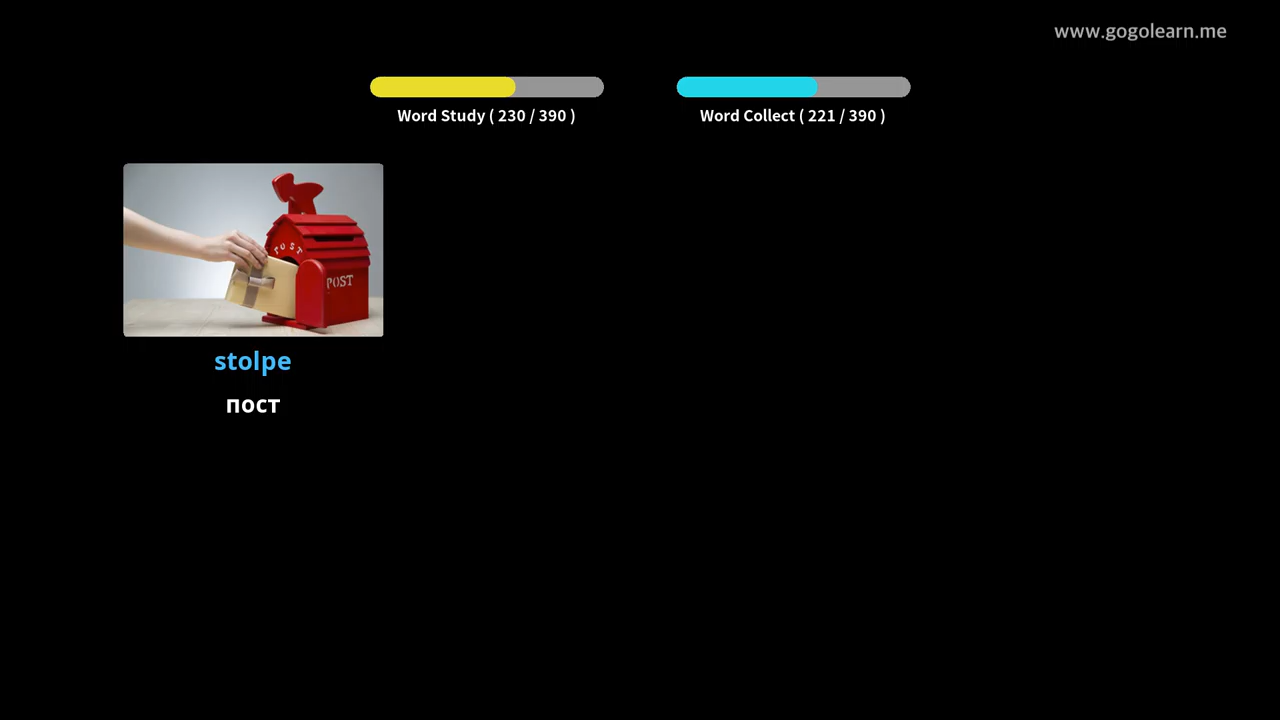 www.gogolearn.me
Word Study ( 230 / 390 )
Word Collect ( 221 / 390 )
POST
POST
stolpe
пост